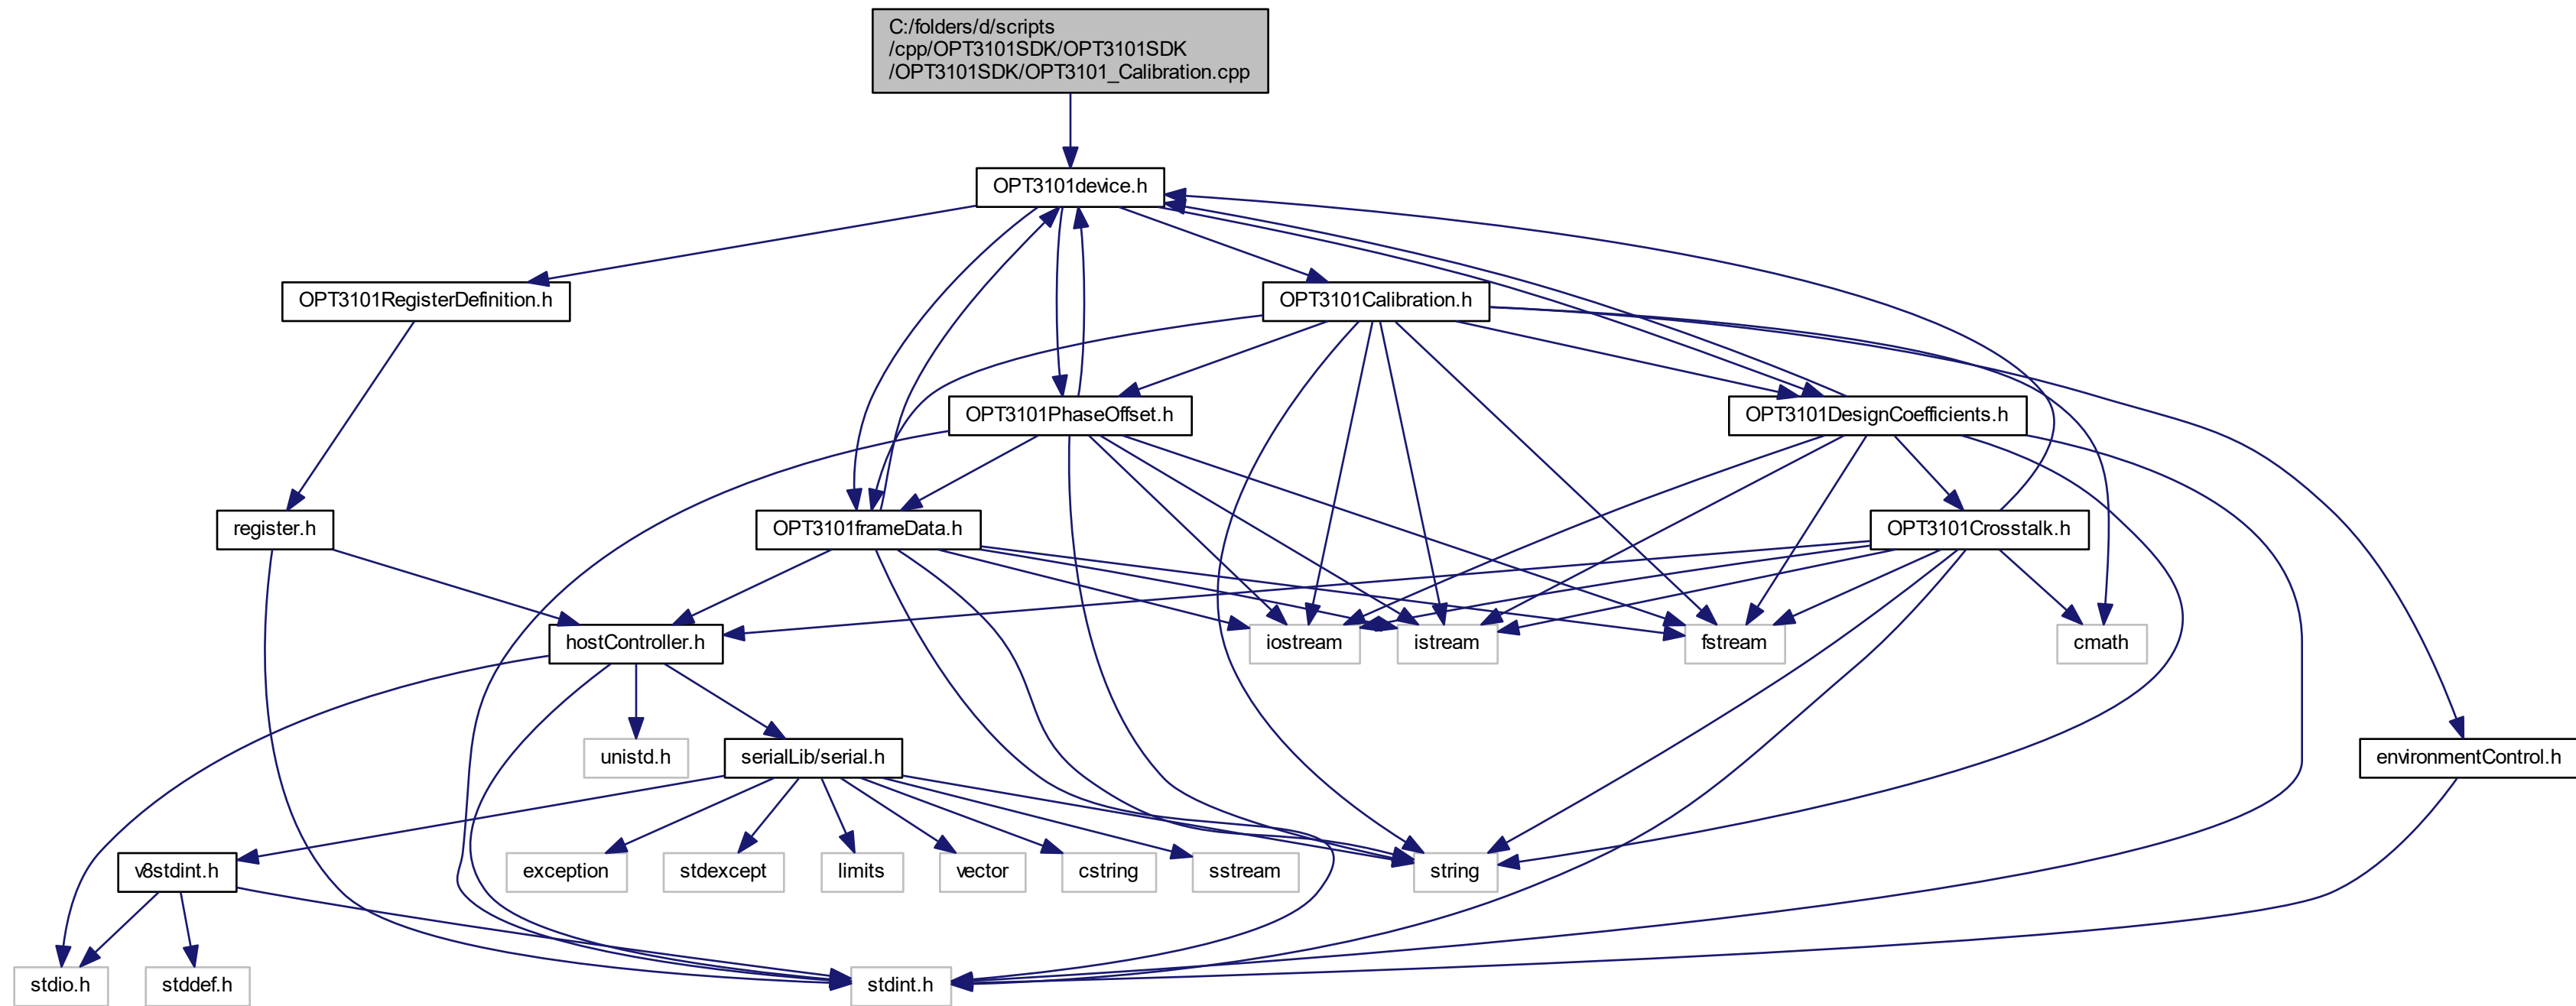 C:/folders/d/scripts
/cpp/OPT3101SDK/OPT3101SDK
/OPT3101SDK/OPT3101_Calibration.cpp
OPT3101device.h
OPT3101RegisterDefinition.h
OPT3101Calibration.h
OPT3101PhaseOffset.h
OPT3101DesignCoefficients.h
register.h
OPT3101frameData.h
OPT3101Crosstalk.h
hostController.h
iostream
istream
fstream
cmath
unistd.h
serialLib/serial.h
environmentControl.h
v8stdint.h
exception
stdexcept
limits
vector
cstring
sstream
string
stdio.h
stddef.h
stdint.h